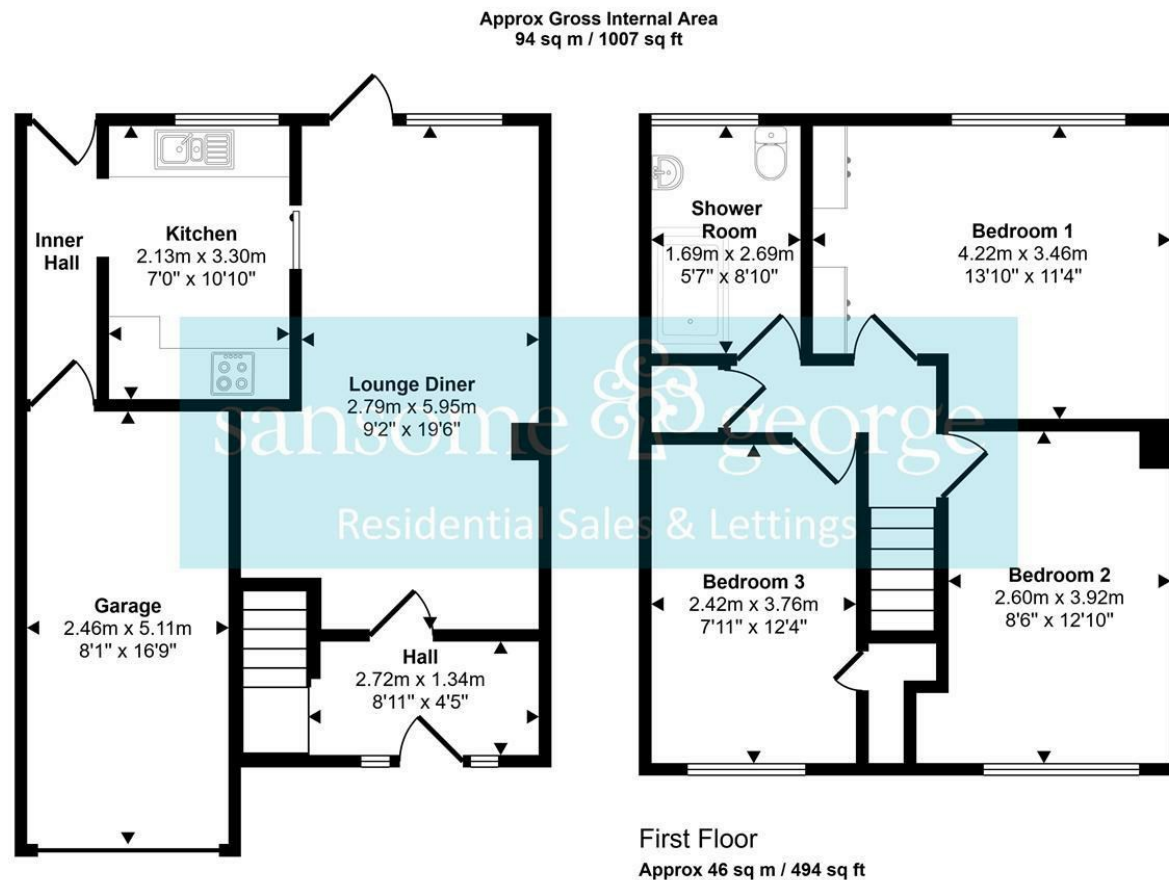 Approx Gross Internal Area
94 sq m / 1007 sq ft
Inner
Hall
Kitchen
2.13m x 3.30m
7'0" x 10'10"
Lounge Diner
2.79m x 5.95m
9'2" x 19'6"
Garage
2.46m x 5.11m
8'1" x 16'9"
Hall
2.72m x 1.34m
8'11" x 4'5"
Shower
Room
1.69m x 2.69m
5'7" x 8'10"
Bedroom 1
4.22m x 3.46m
13'10" x 11'4"
Bedroom 3
2.42m x 3.76m
7'11" x 12'4"
Bedroom 2
2.60m x 3.92m
8'6" x 12'10"
sansome george
Residential Sales & Lettings
First Floor
Approx 46 sq m / 494 sq ft